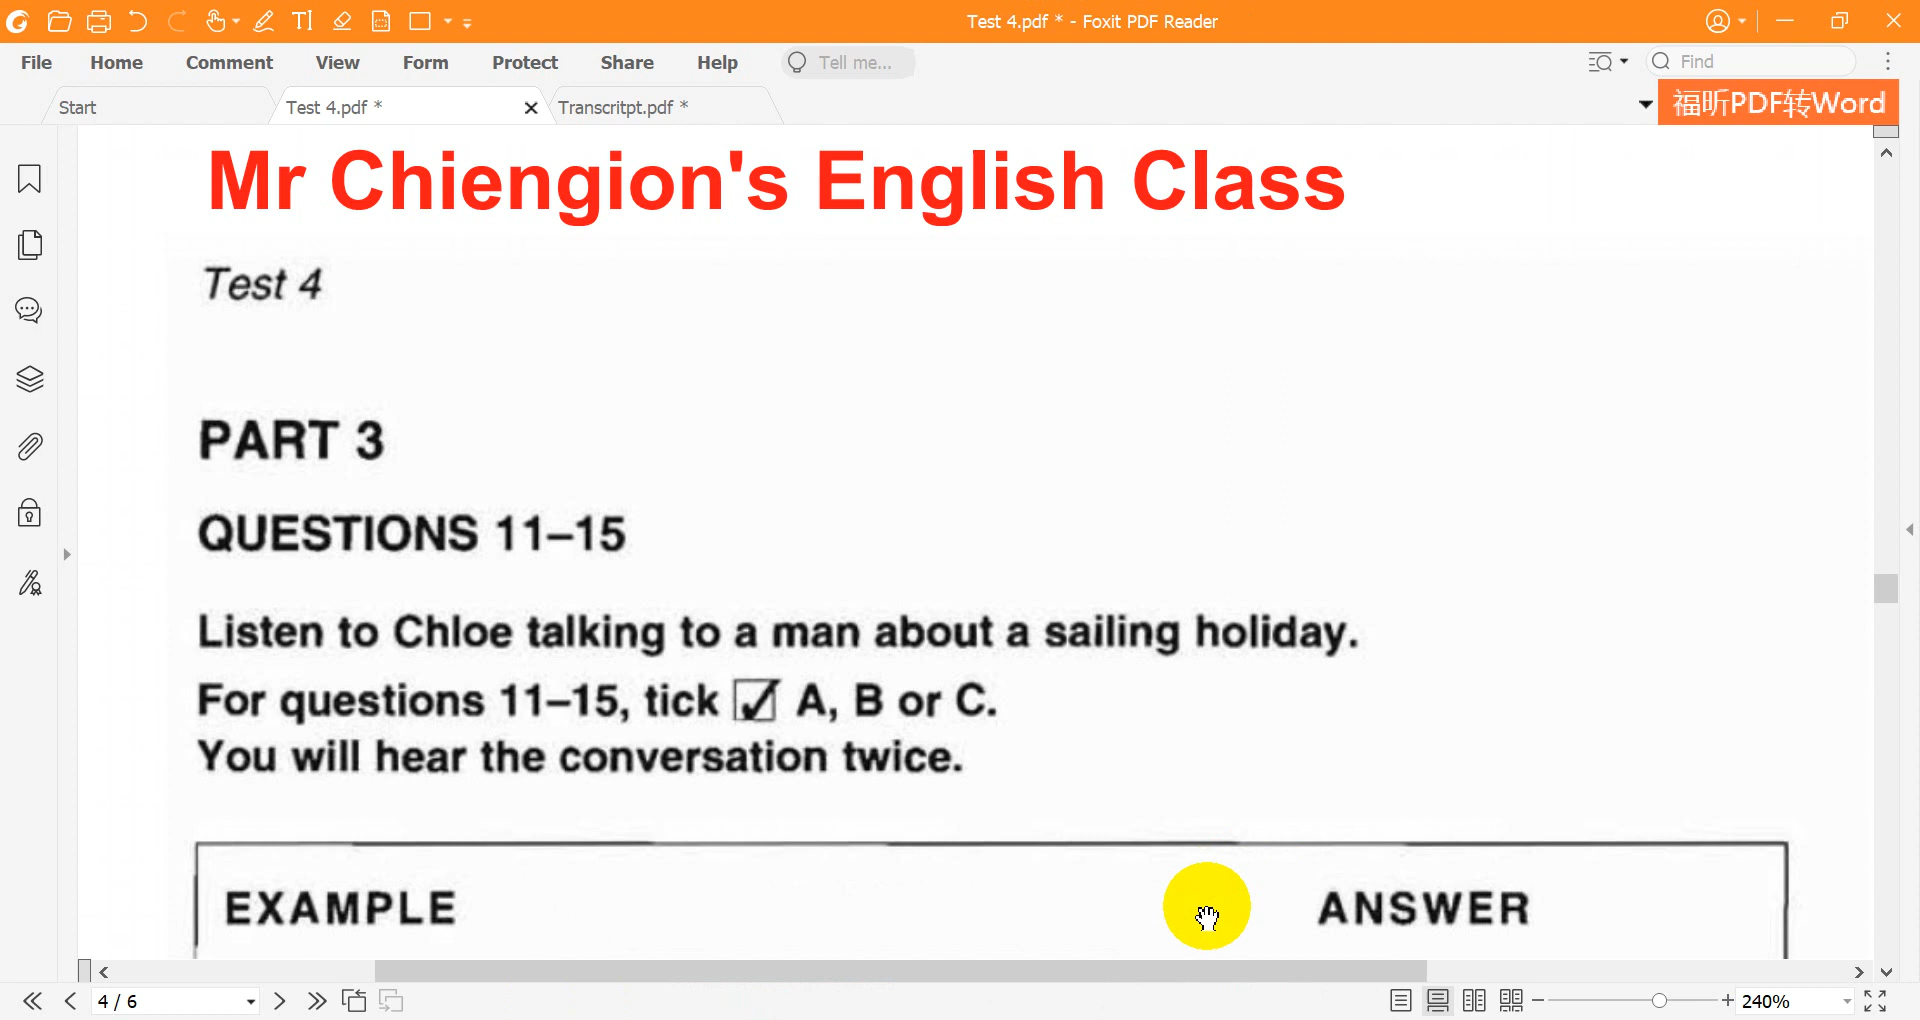 Test 4.pdf * - Foxit PDF Reader
File Home Comment View Form Protect Share Help Tell me... Find
Start Test 4.pdf * Transcritpt.pdf * 福昕PDF转Word
Mr Chiengion's English Class
Test 4
PART 3
QUESTIONS 11–15
Listen to Chloe talking to a man about a sailing holiday.
For questions 11–15, tick ☑ A, B or C.
You will hear the conversation twice.
EXAMPLE ANSWER
4 / 6 240%